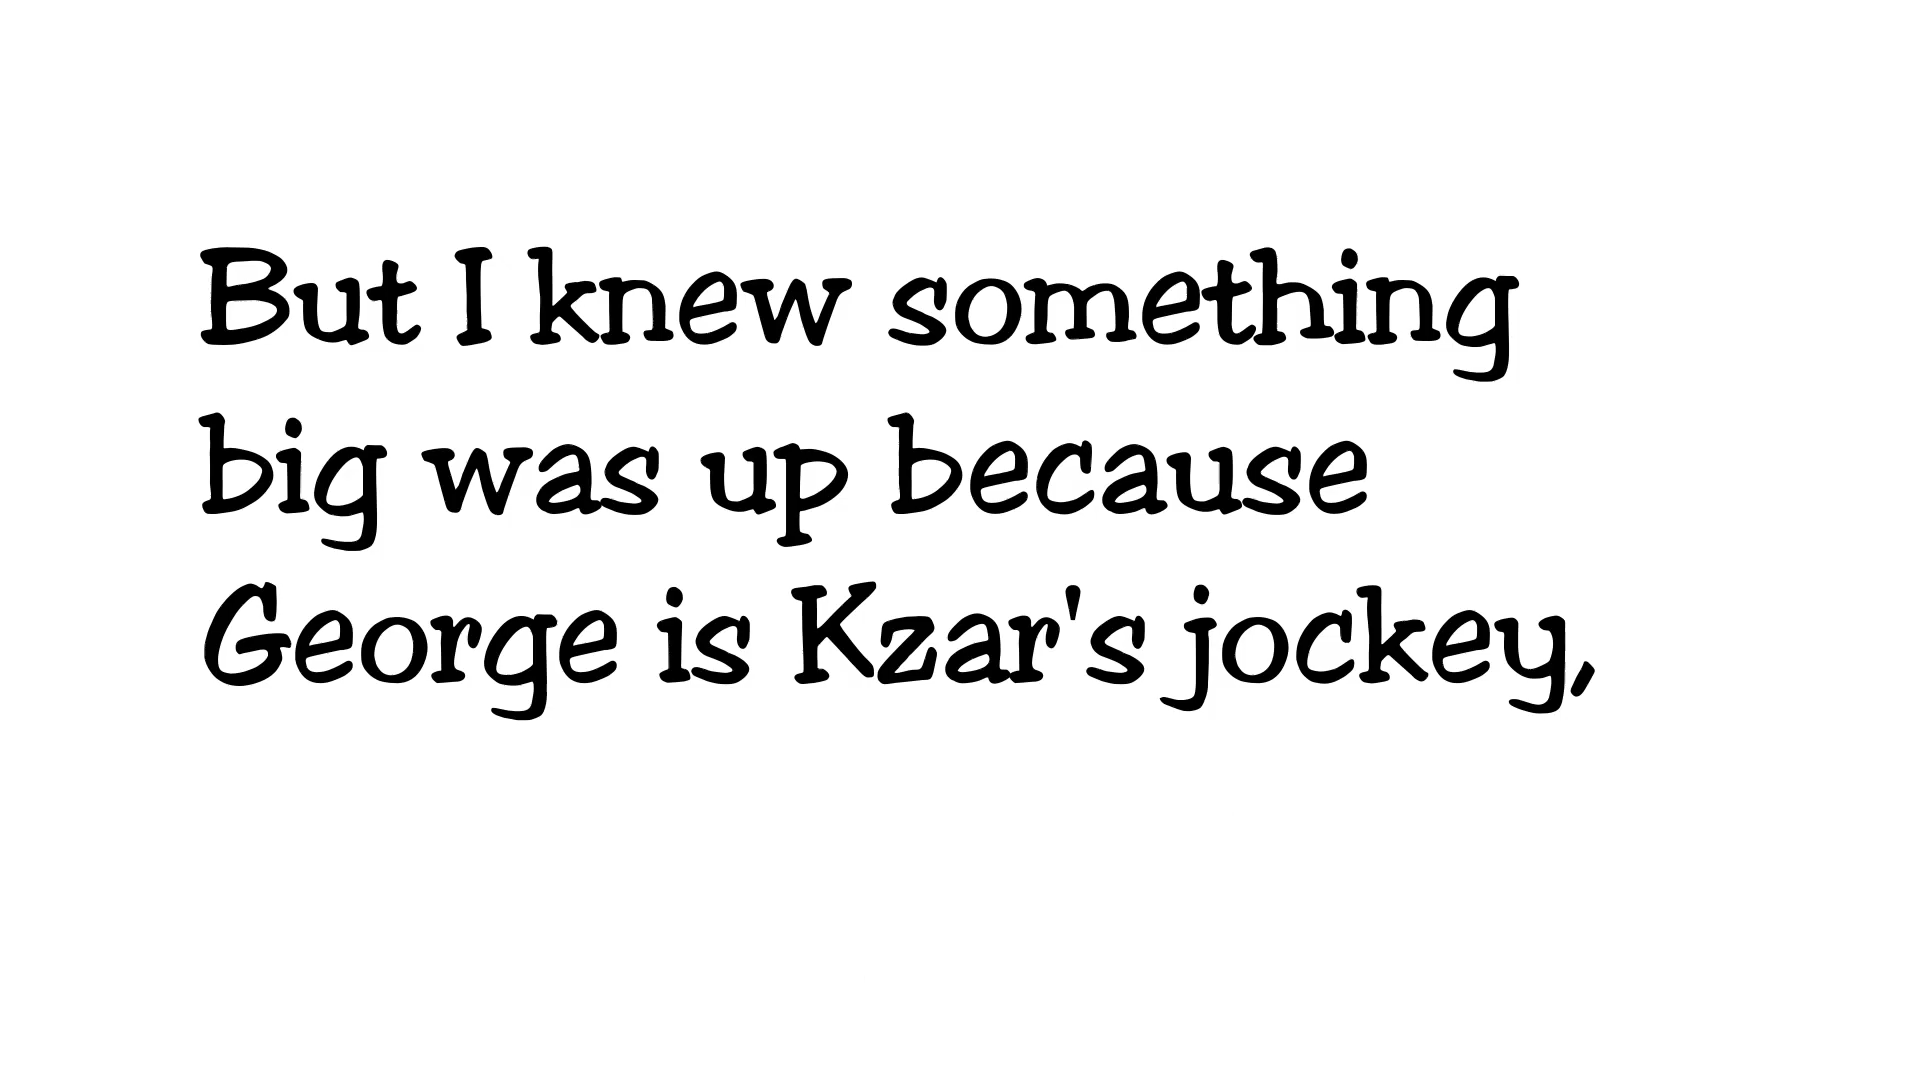 But I knew something
big was up because
George is Kzar's jockey,